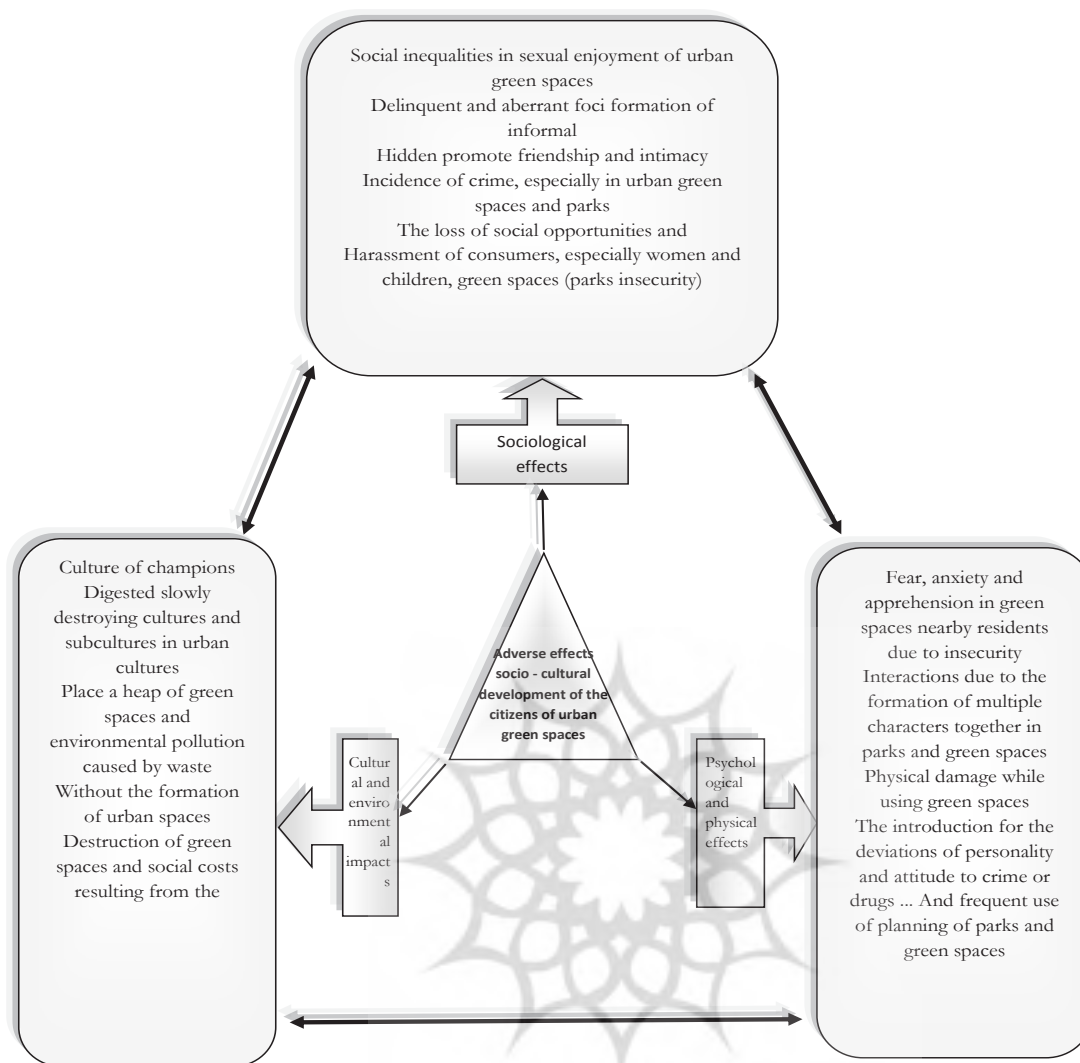 Social inequalities in sexual enjoyment of urban
green spaces
Delinquent and aberrant foci formation of
informal
Hidden promote friendship and intimacy
Incidence of crime, especially in urban green
spaces and parks
The loss of social opportunities and
Harassment of consumers, especially women and
children, green spaces (parks insecurity)
Sociological
effects
Culture of champions
Digested slowly
destroying cultures and
subcultures in urban
cultures
Place a heap of green
spaces and
environmental pollution
caused by waste
Without the formation
of urban spaces
Destruction of green
spaces and social costs
resulting from the
Cultur
al and
enviro
nment
al
impact
s
Adverse effects
socio - cultural
development of the
citizens of urban
green spaces
Psychol
ogical
and
physical
effects
Fear, anxiety and
apprehension in green
spaces nearby residents
due to insecurity
Interactions due to the
formation of multiple
characters together in
parks and green spaces
Physical damage while
using green spaces
The introduction for the
deviations of personality
and attitude to crime or
drugs ... And frequent use
of planning of parks and
green spaces